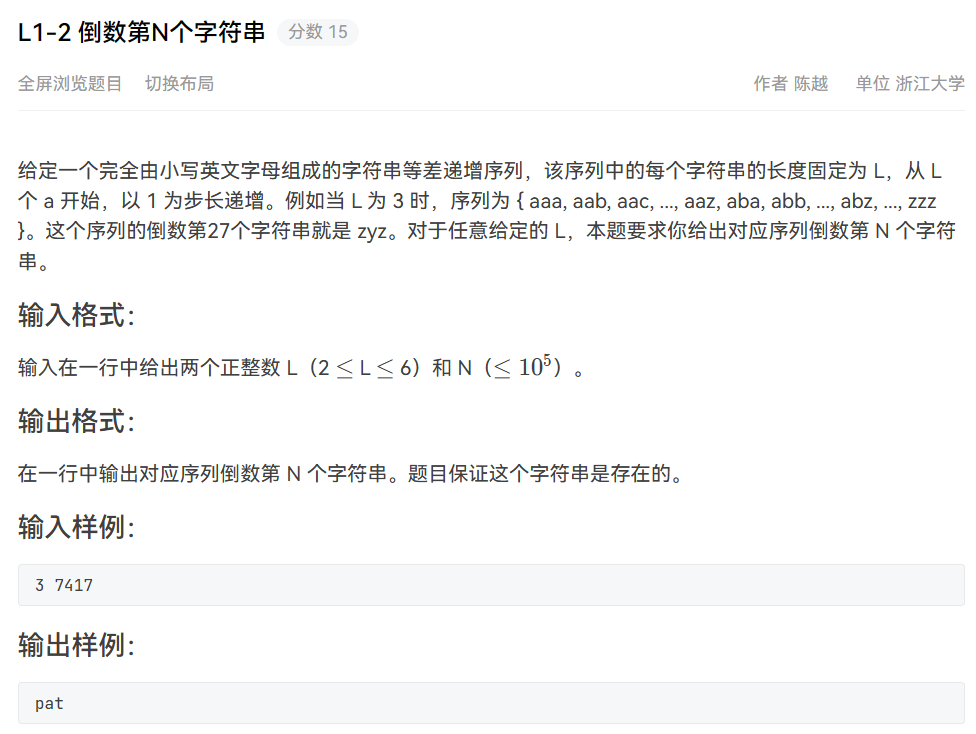 L1-2 倒数第N个字符串 分数 15
全屏浏览题目 切换布局 作者 陈越 单位 浙江大学
给定一个完全由小写英文字母组成的字符串等差递增序列，该序列中的每个字符串的长度固定为 L，从 L
个 a 开始，以 1 为步长递增。例如当 L 为 3 时，序列为 { aaa, aab, aac, ..., aaz, aba, abb, ..., abz, ..., zzz
}。这个序列的倒数第27个字符串就是 zyz。对于任意给定的 L，本题要求你给出对应序列倒数第 N 个字符
串。
输入格式：
输入在一行中给出两个正整数 L（2 ≤ L ≤ 6）和 N（≤ 10⁵）。
输出格式：
在一行中输出对应序列倒数第 N 个字符串。题目保证这个字符串是存在的。
输入样例：
3 7417
输出样例：
pat